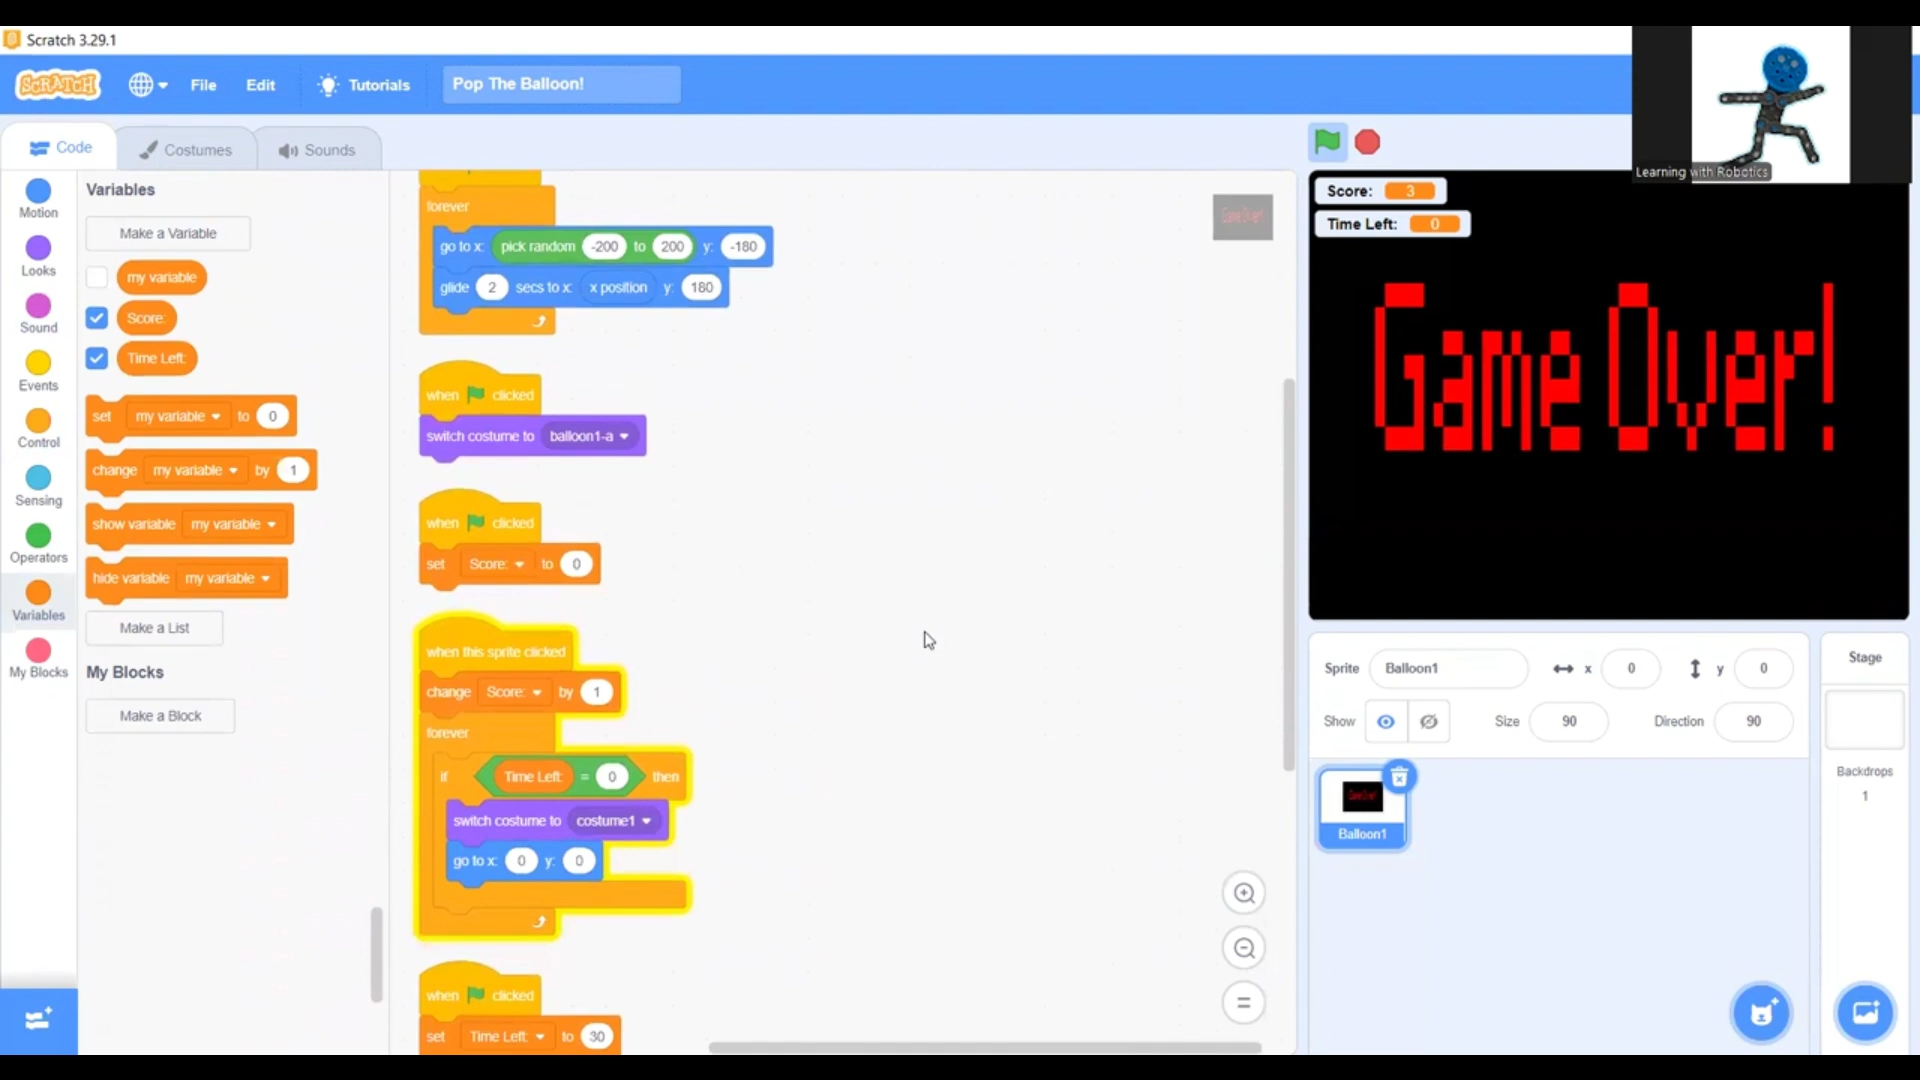 Scratch 3.29.1
SCRATCH File Edit Tutorials Pop The Balloon!
Learning with Robotics
Code Costumes Sounds
Motion
Looks
Sound
Events
Control
Sensing
Operators
Variables
My Blocks
Variables
Make a Variable
my variable
Score:
Time Left:
set my variable to 0
change my variable by 1
show variable my variable
hide variable my variable
Make a List
My Blocks
Make a Block
forever
go to x: pick random -200 to 200 y: -180
glide 2 secs to x: x position y: 180
when clicked
switch costume to balloon1-a
when clicked
set Score: to 0
when this sprite clicked
change Score: by 1
forever
if Time Left: = 0 then
switch costume to costume1
go to x: 0 y: 0
when clicked
set Time Left: to 30
Game Over!
Score: 3
Time Left: 0
Game Over!
Sprite Balloon1 x 0 y 0
Show Size 90 Direction 90
Game Over!
Balloon1
Stage
Backdrops
1